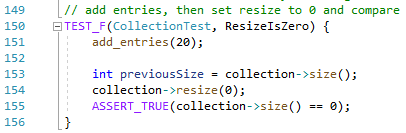 149 // add entries, then set resize to 0 and compare
150 TEST_F(CollectionTest, ResizeIsZero) {
151 add_entries(20);
152
153 int previousSize = collection->size();
154 collection->resize(0);
155 ASSERT_TRUE(collection->size() == 0);
156 }